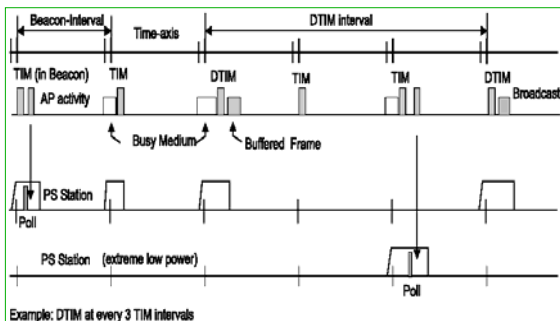 Beacon-Interval
Time-axis
DTIM interval
TIM (in Beacon)
TIM
DTIM
TIM
TIM
DTIM
AP activity
Broadcast
Busy Medium
Buffered Frame
PS Station
Poll
PS Station (extreme low power)
Poll
Example: DTIM at every 3 TIM intervals